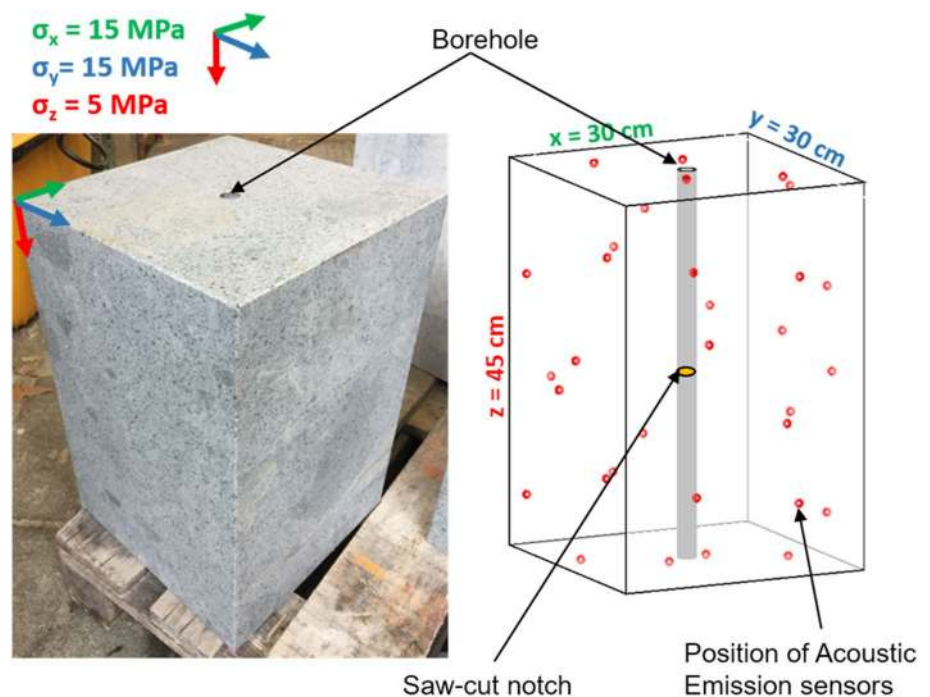 σx = 15 MPa
σy= 15 MPa
σz = 5 MPa
Borehole
x = 30 cm
y = 30 cm
z = 45 cm
Saw-cut notch
Position of Acoustic
Emission sensors